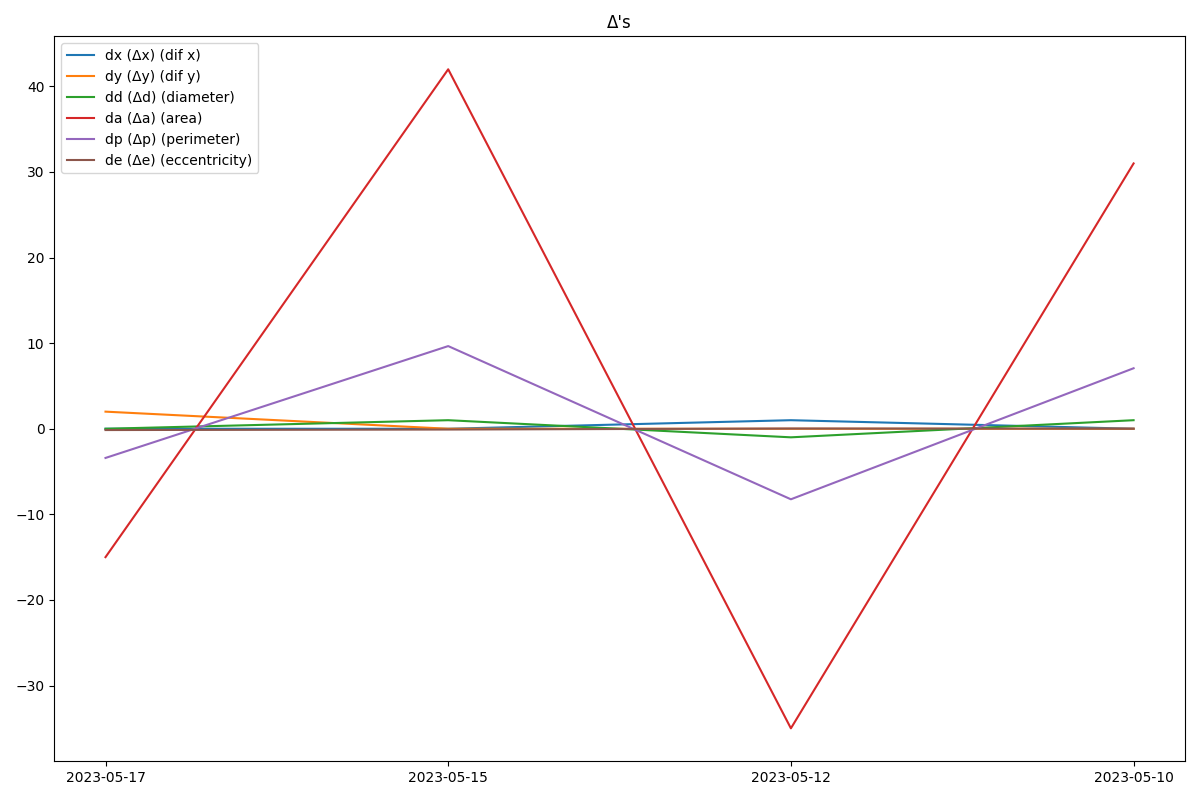 Δ's
dx (Δx) (dif x)
dy (Δy) (dif y)
dd (Δd) (diameter)
da (Δa) (area)
dp (Δp) (perimeter)
de (Δe) (eccentricity)
40
30
20
10
0
−10
−20
−30
2023-05-17 2023-05-15 2023-05-12 2023-05-10